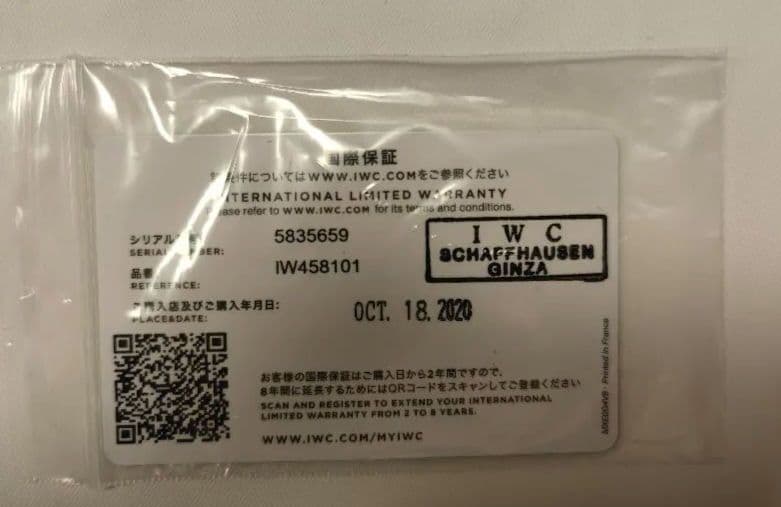 国際保証
についてはWWW.IWC.COMをご参照ください
INTERNATIONAL LIMITED WARRANTY
Please refer to WWW.IWC.COM for its terms and conditions.
シリアル
SERIAL NUMBER:
5835659
品番
REFERENCE:
IW458101
I W C
SCHAFFHAUSEN
GINZA
ご購入店及びご購入年月日:
PLACE&DATE:
OCT. 18. 2020
お客様の国際保証はご購入日から2年間ですので、
8年間に延長するためにはQRコードをスキャンしてご登録ください
SCAN AND REGISTER TO EXTEND YOUR INTERNATIONAL
LIMITED WARRANTY FROM 2 TO 8 YEARS.
WWW.IWC.COM/MYIWC
Printed in France